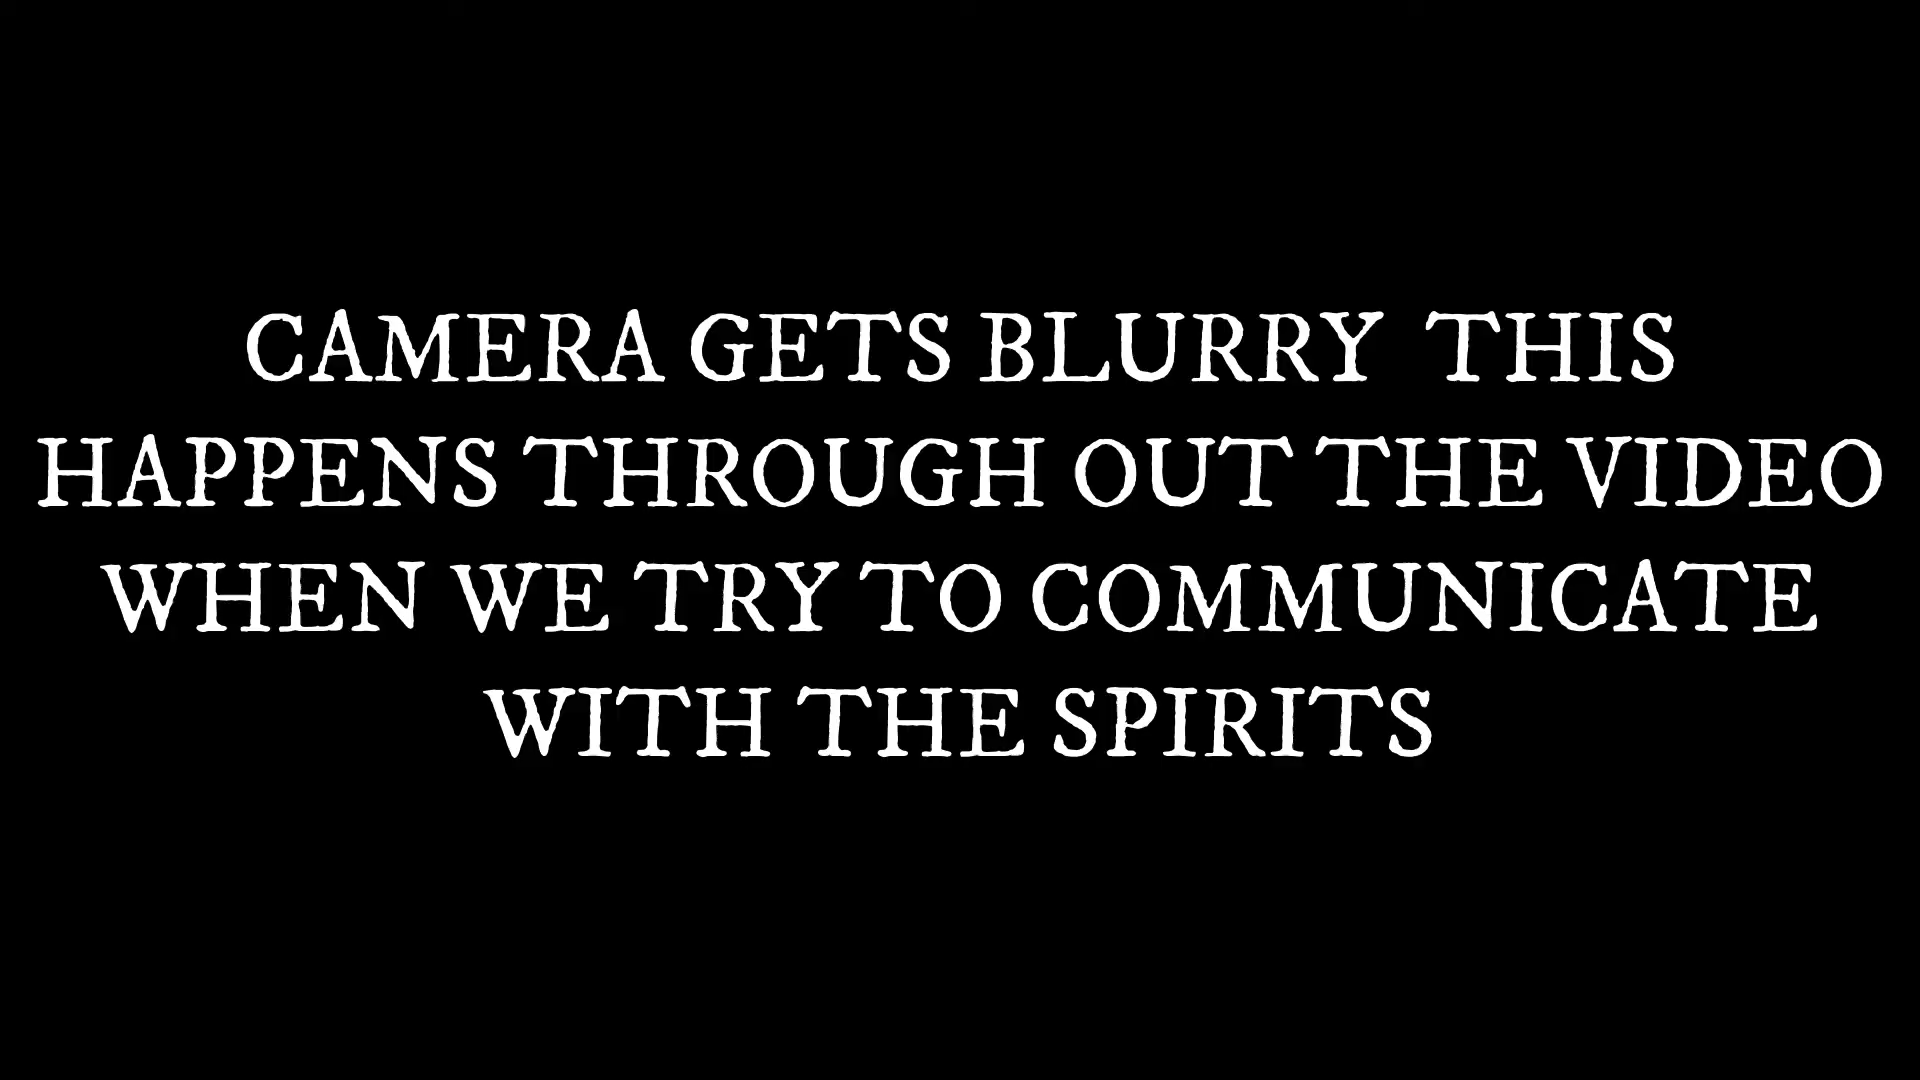 CAMERA GETS BLURRY  THIS
HAPPENS THROUGH OUT THE VIDEO
WHEN WE TRY TO COMMUNICATE
WITH THE SPIRITS